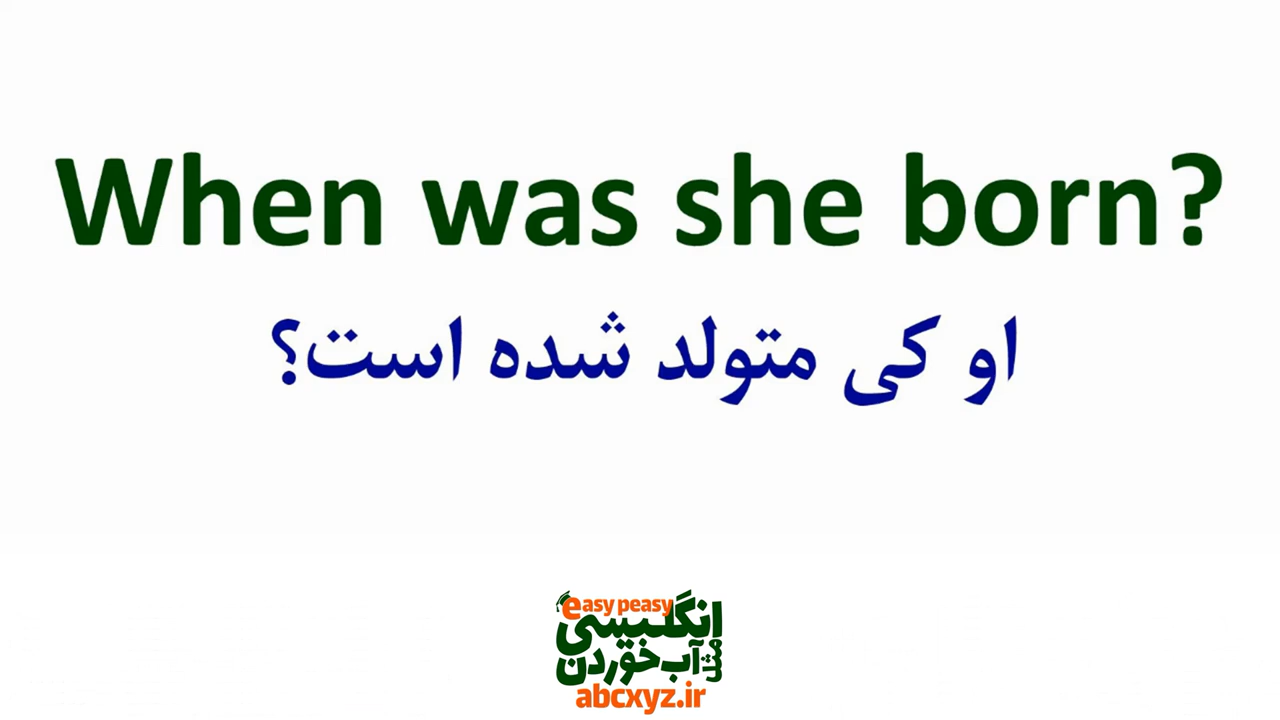 When was she born?
او کی متولد شده است؟
easy peasy
انگلیسی
مثل آب خوردن
abcxyz.ir